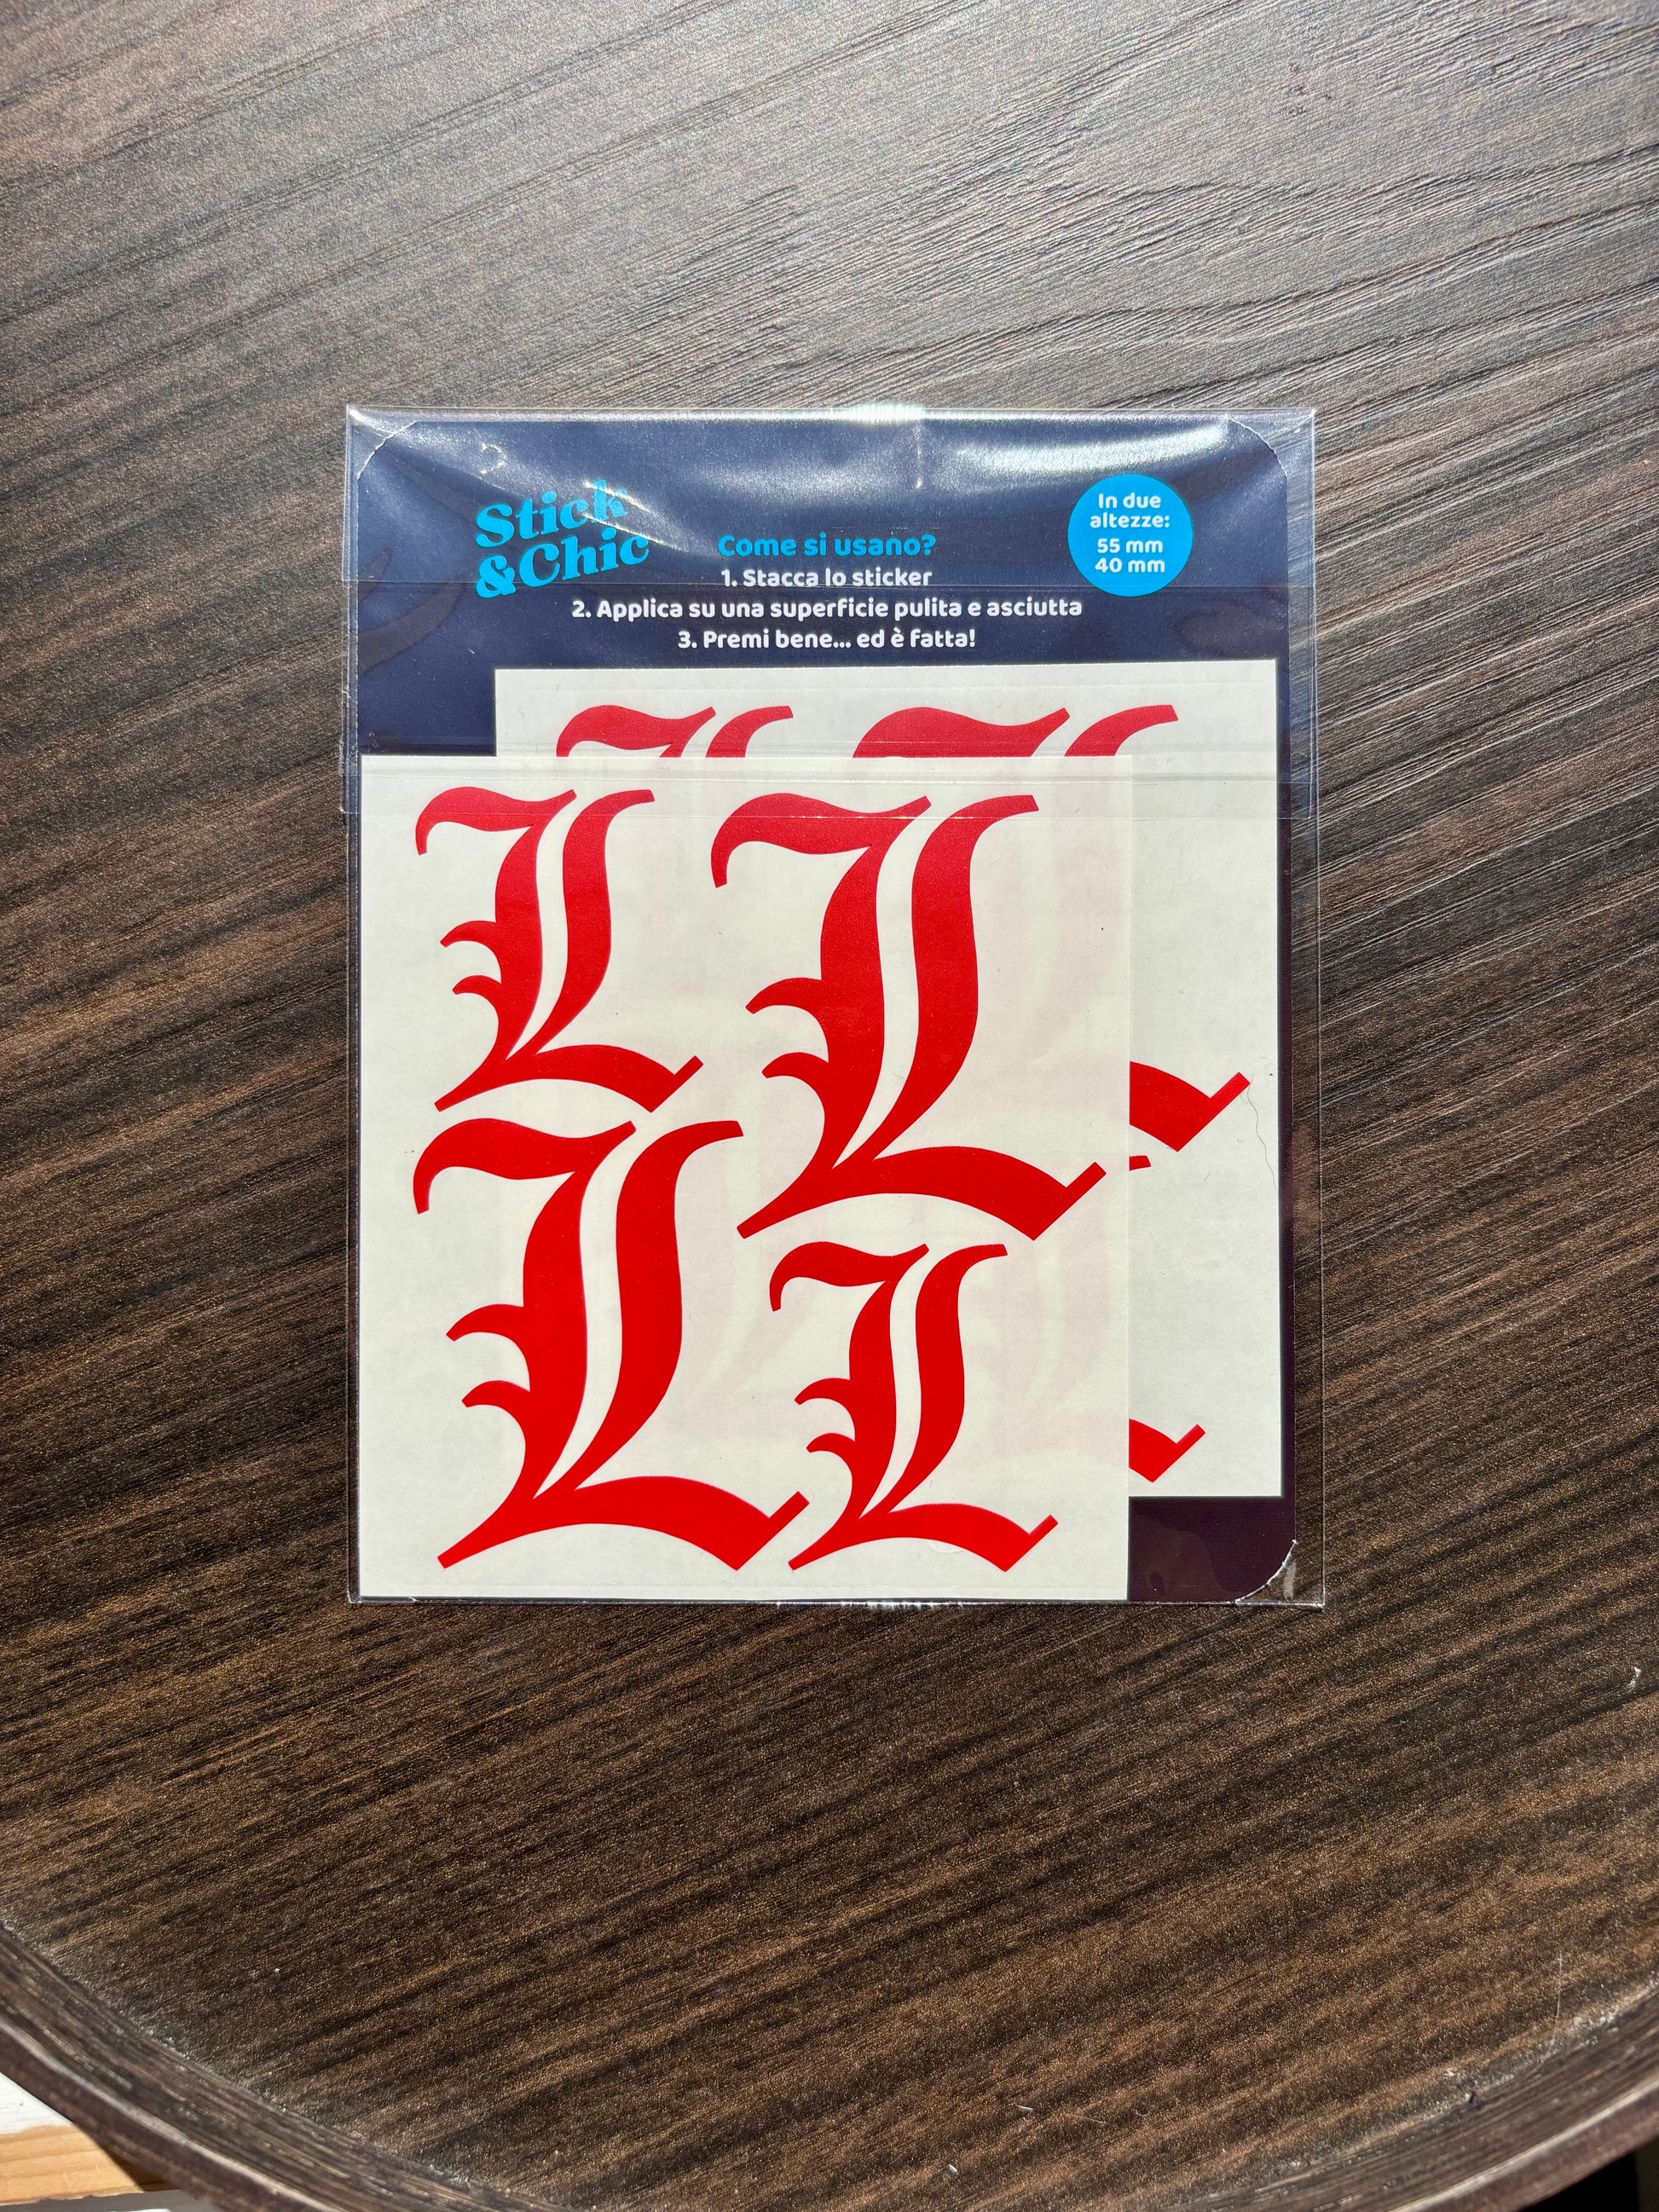 Stick
&Chic
Come si usano?
1. Stacca lo sticker
2. Applica su una superficie pulita e asciutta
3. Premi bene... ed è fatta!
In due
altezze:
55 mm
40 mm
L L
L L